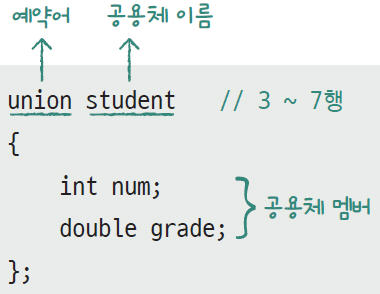 예약어 공용체 이름
union student // 3 ~ 7행
{
int num;
double grade; 공용체 멤버
};